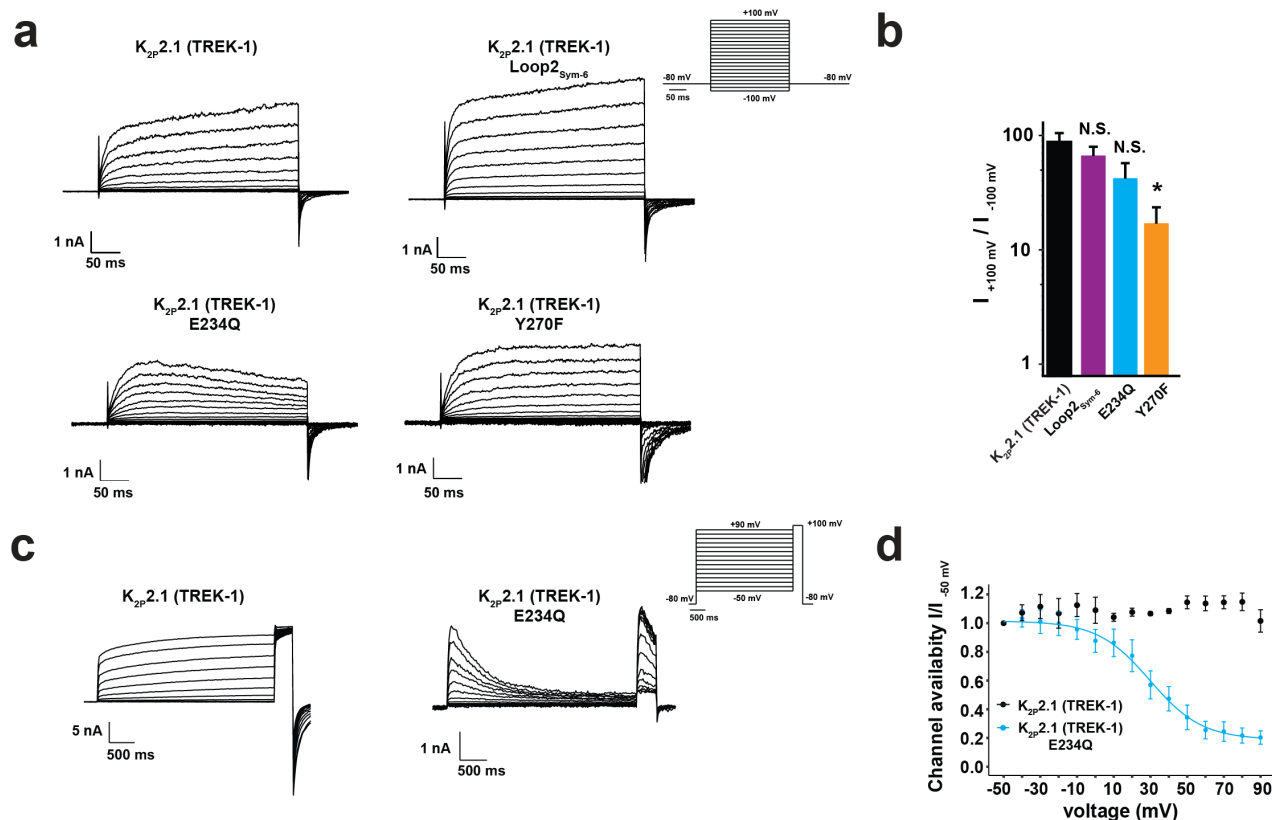 a
K2P2.1 (TREK-1)
1 nA
50 ms
K2P2.1 (TREK-1)
Loop2Sym-6
1 nA
50 ms
+100 mV
-80 mV
-80 mV
50 ms
-100 mV
K2P2.1 (TREK-1)
E234Q
1 nA
50 ms
K2P2.1 (TREK-1)
Y270F
1 nA
50 ms
b
I +100 mV / I -100 mV
100
10
1
N.S.
N.S.
*
K2P2.1 (TREK-1)
Loop2Sym-6
E234Q
Y270F
c
K2P2.1 (TREK-1)
5 nA
500 ms
K2P2.1 (TREK-1)
E234Q
1 nA
500 ms
+90 mV
+100 mV
-80 mV
-50 mV
-80 mV
500 ms
d
Channel availabity I/I -50 mV
1.2
1.0
0.8
0.6
0.4
0.2
0.0
K2P2.1 (TREK-1)
K2P2.1 (TREK-1)
E234Q
-50 -30 -10 10 30 50 70 90
voltage (mV)